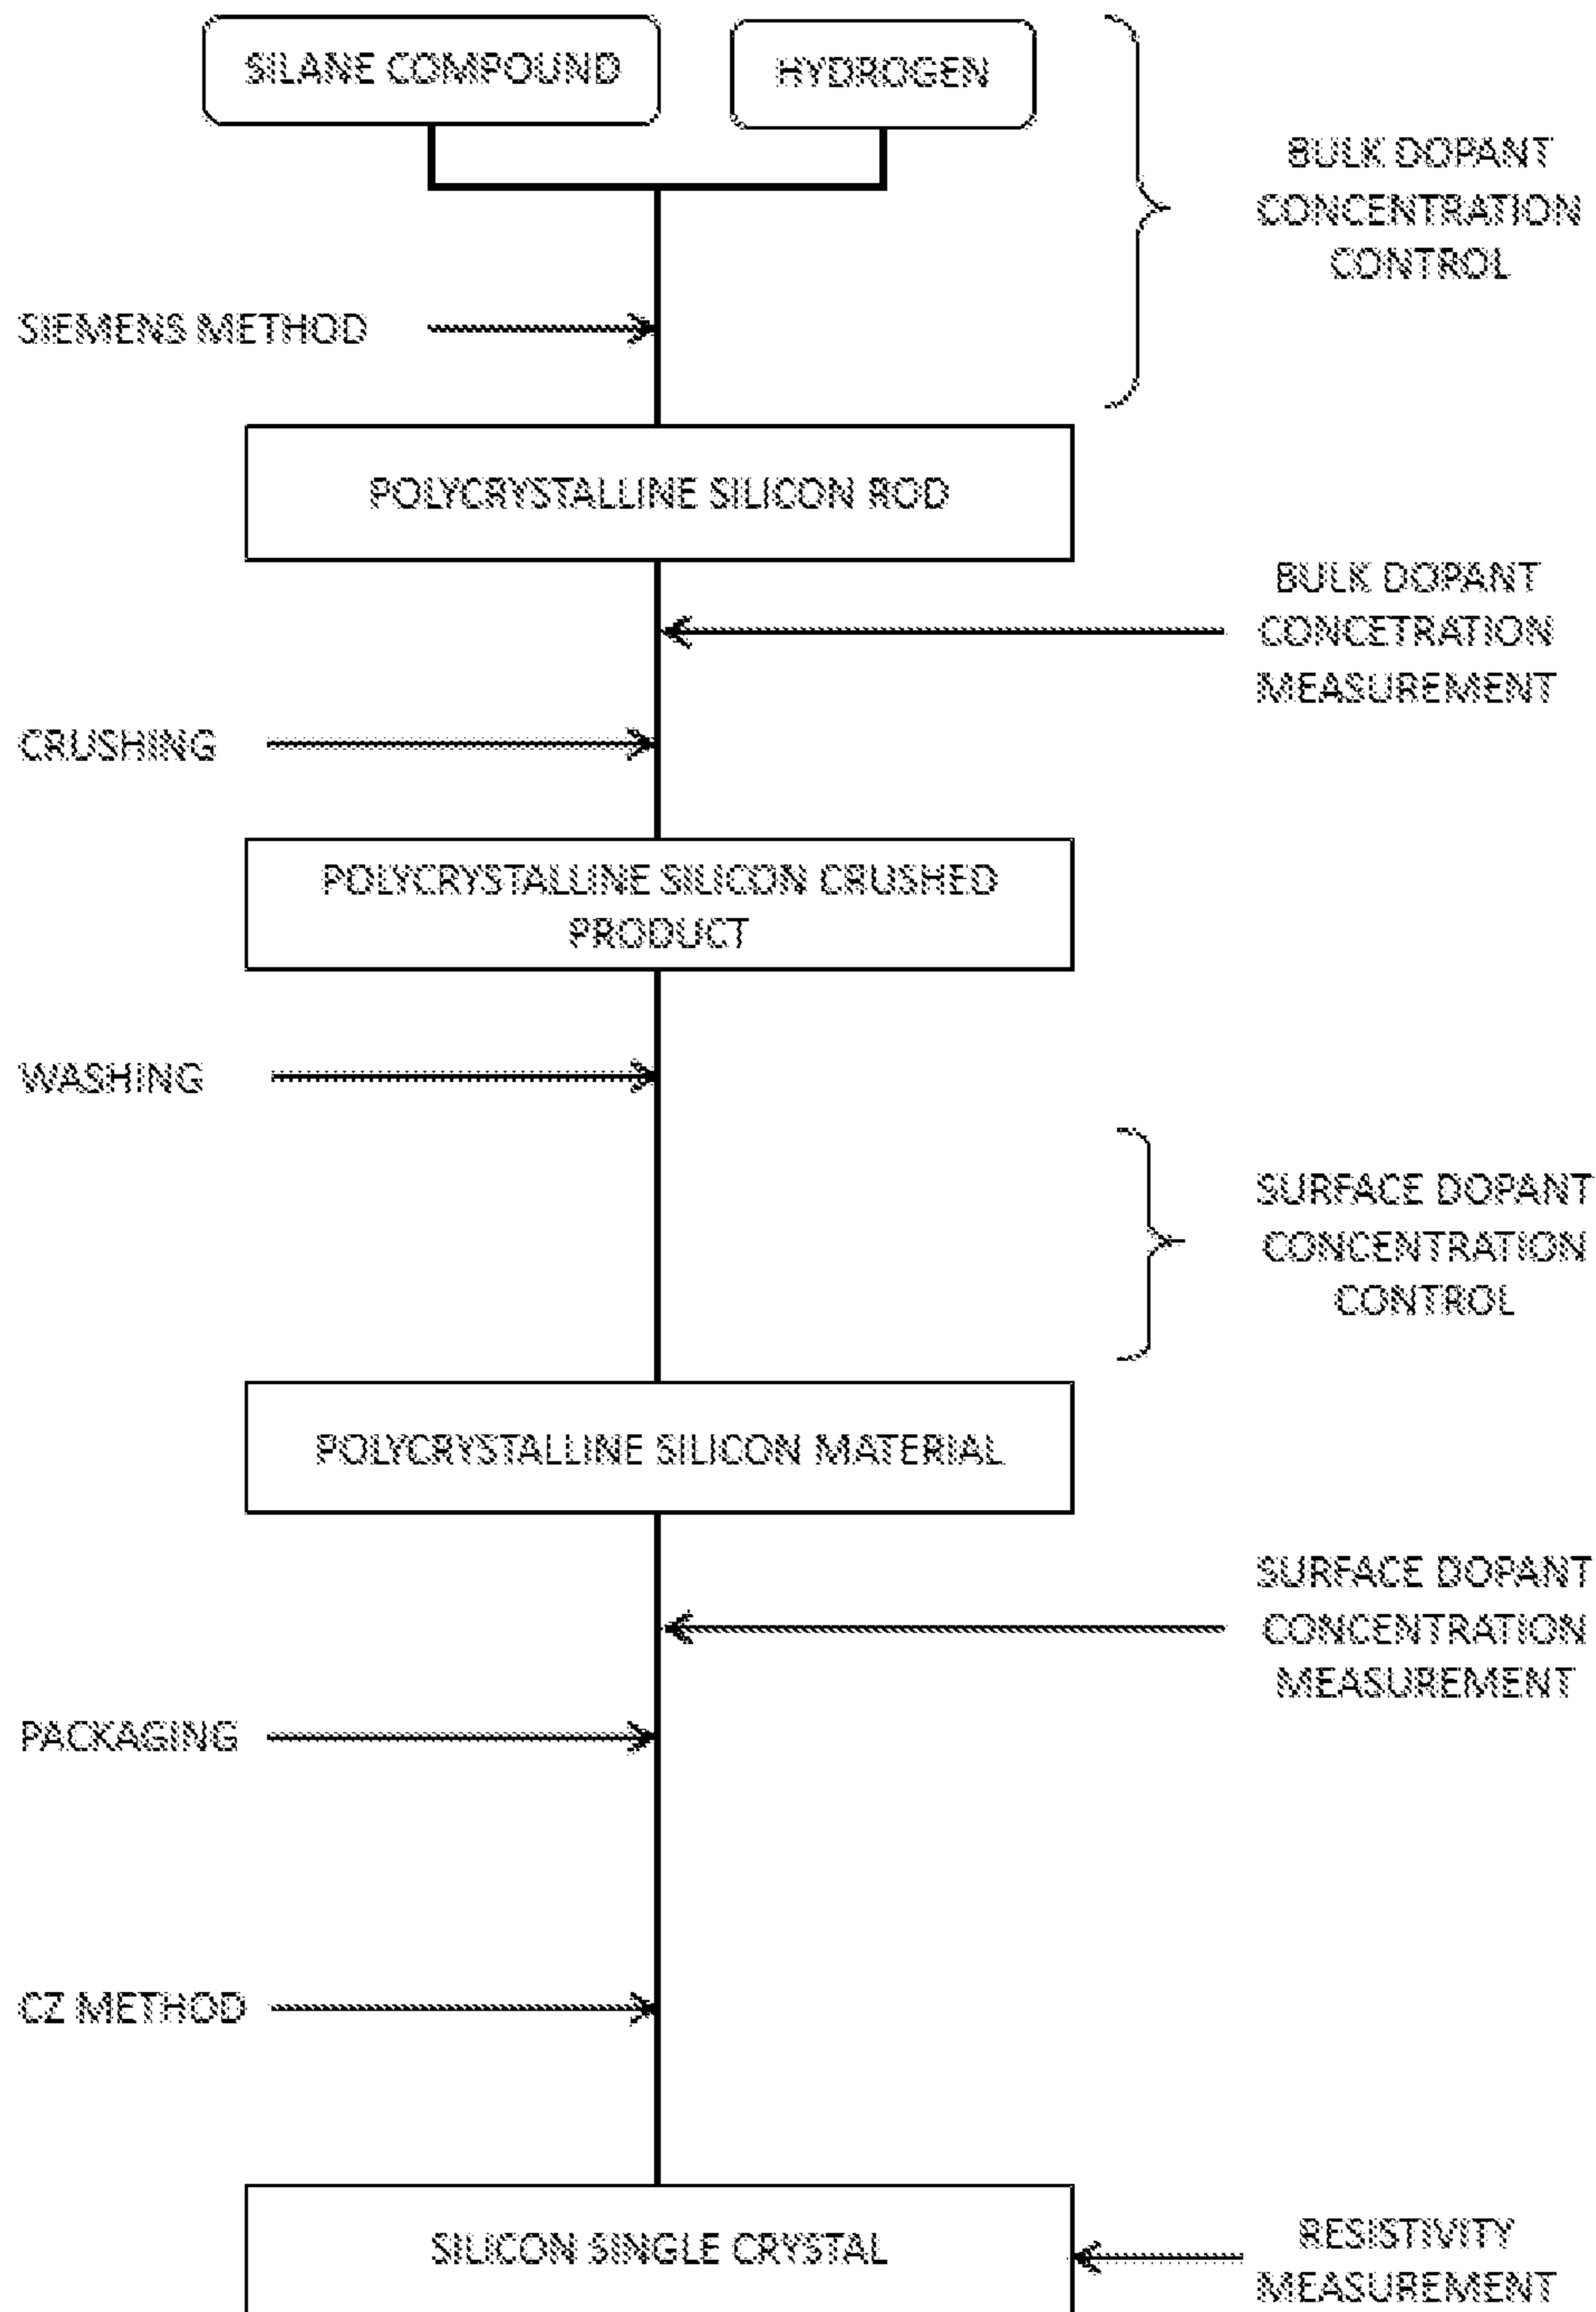 SILANE COMPOUND
HYDROGEN
BULK DOPANT
CONCENTRATION
CONTROL
SIEMENS METHOD
POLYCRYSTALLINE SILICON ROD
BULK DOPANT
CONCETRATION
MEASUREMENT
CRUSHING
POLYCRYSTALLINE SILICON CRUSHED
PRODUCT
WASHING
SURFACE DOPANT
CONCENTRATION
CONTROL
POLYCRYSTALLINE SILICON MATERIAL
SURFACE DOPANT
CONCENTRATION
MEASUREMENT
PACKAGING
CZ METHOD
SILICON SINGLE CRYSTAL
RESISTIVITY
MEASUREMENT